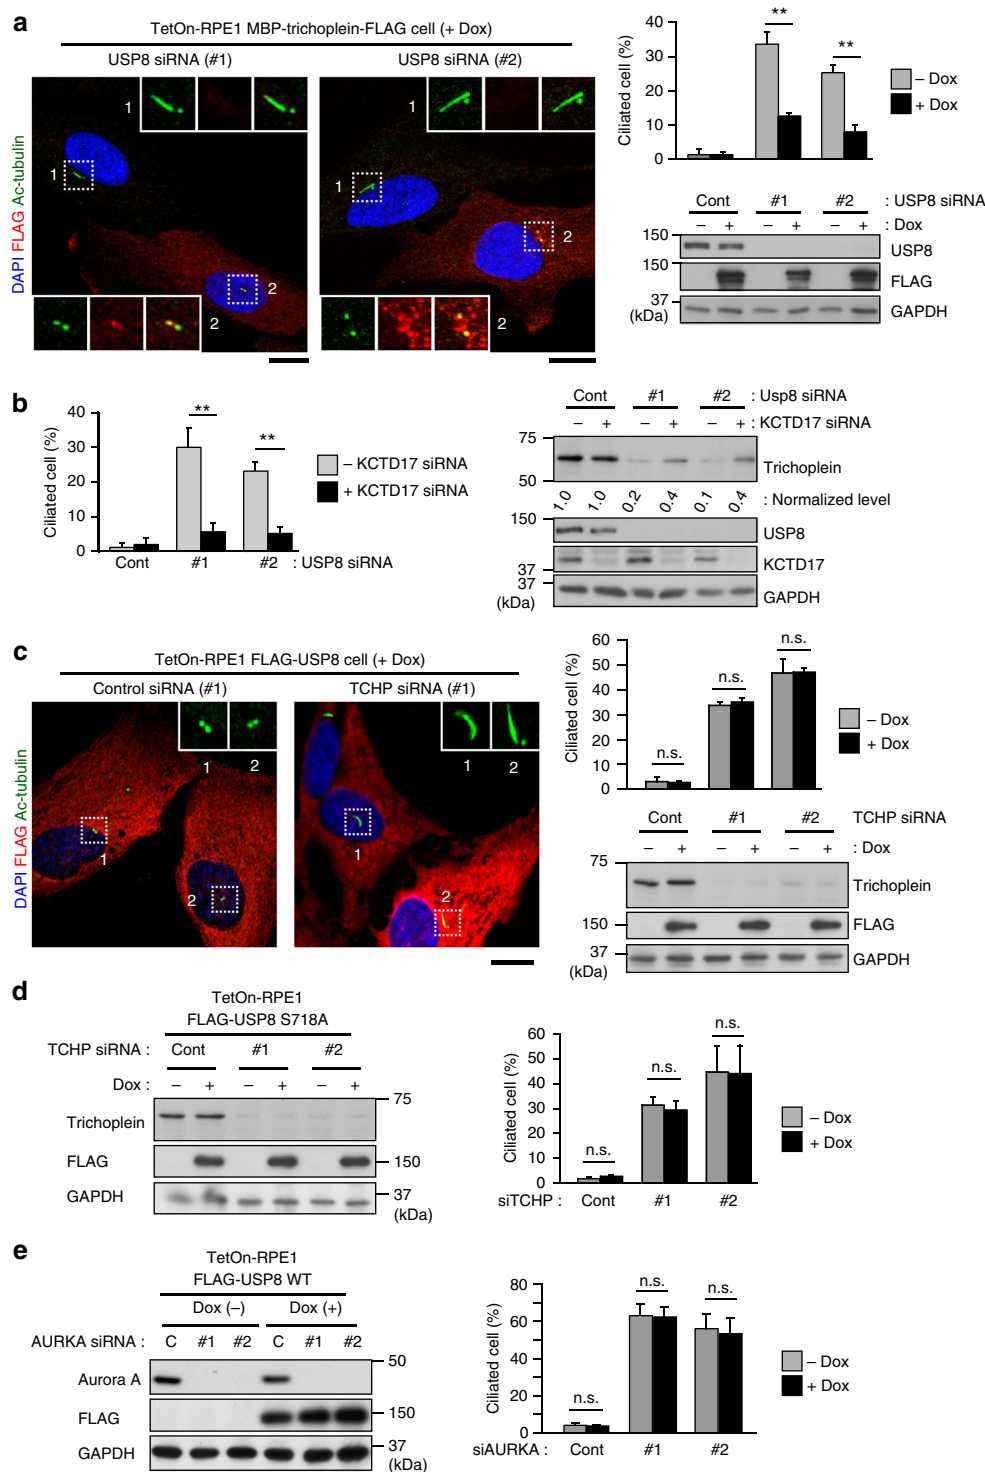 a
TetOn-RPE1 MBP-trichoplein-FLAG cell (+ Dox)
USP8 siRNA (#1)
USP8 siRNA (#2)
DAPI FLAG Ac-tubulin
1
1
2
2
1
1
2
2
Ciliated cell (%)
40
30
20
10
0
**
**
– Dox
+ Dox
Cont #1 #2 : USP8 siRNA
– + – + – + : Dox
150
USP8
150
FLAG
37
(kDa)
GAPDH
b
Ciliated cell (%)
40
30
20
10
0
**
**
– KCTD17 siRNA
+ KCTD17 siRNA
Cont #1 #2 : USP8 siRNA
Cont #1 #2 : Usp8 siRNA
– + – + – + : KCTD17 siRNA
75
Trichoplein
50
1.0 1.0 0.2 0.4 0.1 0.4 : Normalized level
150
USP8
KCTD17
37
37
(kDa)
GAPDH
c
TetOn-RPE1 FLAG-USP8 cell (+ Dox)
Control siRNA (#1)
TCHP siRNA (#1)
DAPI FLAG Ac-tubulin
1 2
1
2
1 2
1
2
Ciliated cell (%)
60
50
40
30
20
10
0
n.s.
n.s.
n.s.
– Dox
+ Dox
Cont #1 #2 TCHP siRNA
– + – + – + : Dox
75
Trichoplein
150
FLAG
37
(kDa)
GAPDH
d
TetOn-RPE1
FLAG-USP8 S718A
TCHP siRNA : Cont #1 #2
Dox : – + – + – +
75
Trichoplein
FLAG
150
GAPDH
37
(kDa)
Ciliated cell (%)
60
50
40
30
20
10
0
n.s.
n.s.
n.s.
– Dox
+ Dox
siTCHP : Cont #1 #2
e
TetOn-RPE1
FLAG-USP8 WT
Dox (–) Dox (+)
AURKA siRNA : C #1 #2 C #1 #2
50
Aurora A
FLAG
150
GAPDH
37
(kDa)
Ciliated cell (%)
80
60
40
20
0
n.s.
n.s.
n.s.
– Dox
+ Dox
siAURKA : Cont #1 #2